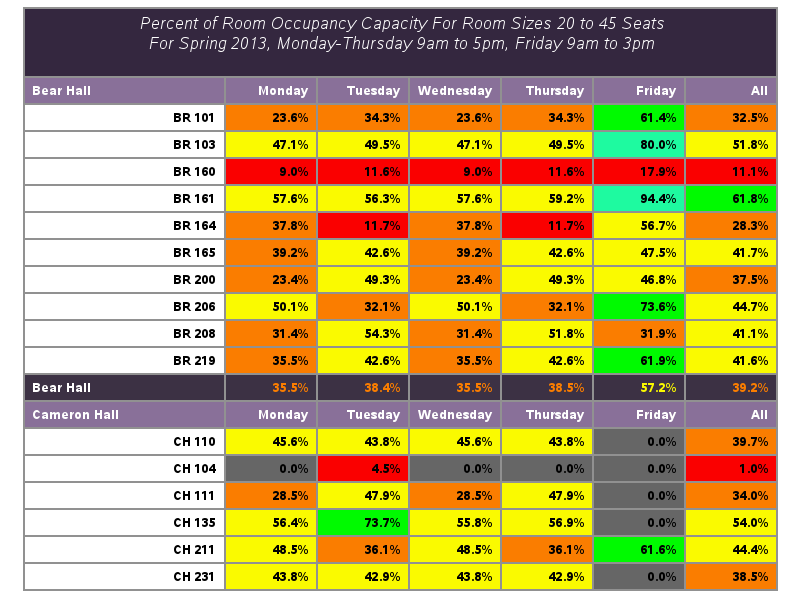 Percent of Room Occupancy Capacity For Room Sizes 20 to 45 Seats
For Spring 2013, Monday-Thursday 9am to 5pm, Friday 9am to 3pm
Bear Hall Monday Tuesday Wednesday Thursday Friday All
BR 101 23.6% 34.3% 23.6% 34.3% 61.4% 32.5%
BR 103 47.1% 49.5% 47.1% 49.5% 80.0% 51.8%
BR 160 9.0% 11.6% 9.0% 11.6% 17.9% 11.1%
BR 161 57.6% 56.3% 57.6% 59.2% 94.4% 61.8%
BR 164 37.8% 11.7% 37.8% 11.7% 56.7% 28.3%
BR 165 39.2% 42.6% 39.2% 42.6% 47.5% 41.7%
BR 200 23.4% 49.3% 23.4% 49.3% 46.8% 37.5%
BR 206 50.1% 32.1% 50.1% 32.1% 73.6% 44.7%
BR 208 31.4% 54.3% 31.4% 51.8% 31.9% 41.1%
BR 219 35.5% 42.6% 35.5% 42.6% 61.9% 41.6%
Bear Hall 35.5% 38.4% 35.5% 38.5% 57.2% 39.2%
Cameron Hall Monday Tuesday Wednesday Thursday Friday All
CH 110 45.6% 43.8% 45.6% 43.8% 0.0% 39.7%
CH 104 0.0% 4.5% 0.0% 0.0% 0.0% 1.0%
CH 111 28.5% 47.9% 28.5% 47.9% 0.0% 34.0%
CH 135 56.4% 73.7% 55.8% 56.9% 0.0% 54.0%
CH 211 48.5% 36.1% 48.5% 36.1% 61.6% 44.4%
CH 231 43.8% 42.9% 43.8% 42.9% 0.0% 38.5%